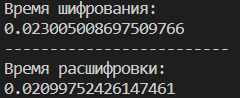 Время шифрования:
0.023005008697509766
-------------------------
Время расшифровки:
0.02099752426147461